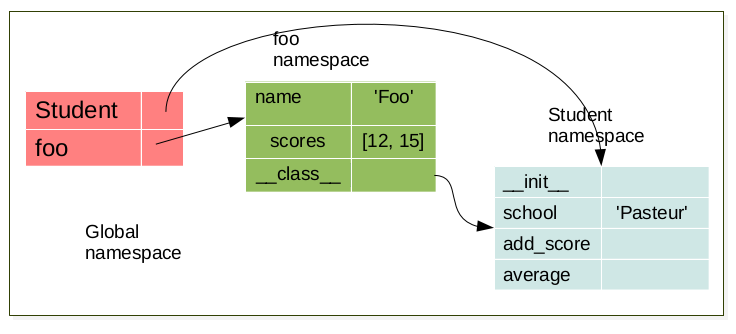 foo
namespace
Student
foo
name 'Foo'
scores [12, 15]
__class__
Student
namespace
__init__
school 'Pasteur'
add_score
average
Global
namespace